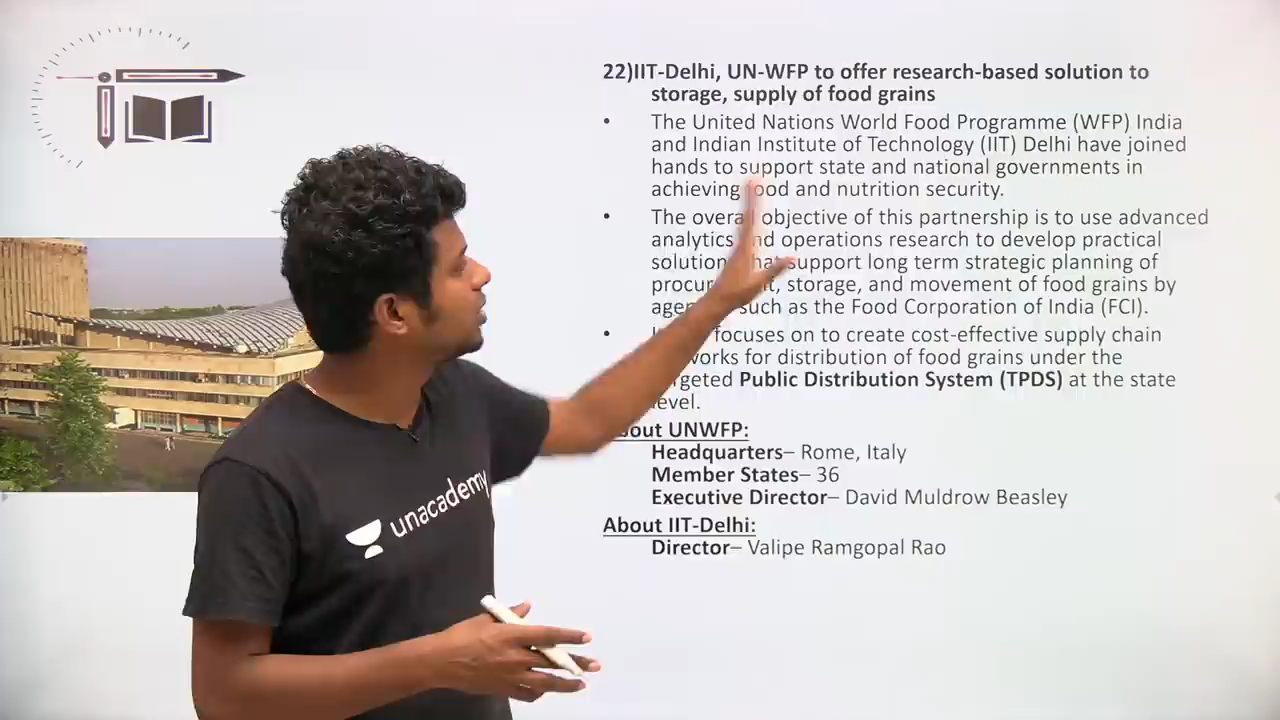 22)IIT-Delhi, UN-WFP to offer research-based solution to
storage, supply of food grains
• The United Nations World Food Programme (WFP) India
and Indian Institute of Technology (IIT) Delhi have joined
hands to support state and national governments in
achieving and nutrition security.
• The objective of this partnership is to use advanced
analytics operations research to develop practical
support long term strategic planning of
storage, and movement of food grains by
such as the Food Corporation of India (FCI).
focuses on to create cost-effective supply chain
for distribution of food grains under the
Public Distribution System (TPDS) at the state
level.
About UNWFP:
Headquarters– Rome, Italy
Member States– 36
Executive Director– David Muldrow Beasley
About IIT-Delhi:
Director– Valipe Ramgopal Rao
unacademy